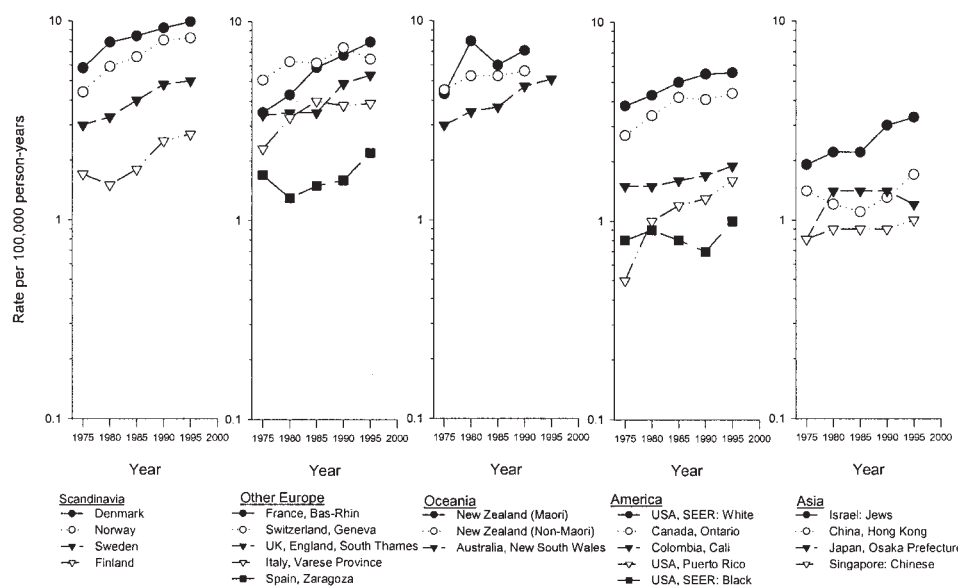 Rate per 100,000 person-years
10
1
0.1
1975 1980 1985 1990 1995 2000
Year
10
1
0.1
1975 1980 1985 1990 1995 2000
Year
10
1
0.1
1975 1980 1985 1990 1995 2000
Year
10
1
0.1
1975 1980 1985 1990 1995 2000
Year
10
1
0.1
1975 1980 1985 1990 1995 2000
Year
Scandinavia
Denmark
Norway
Sweden
Finland
Other Europe
France, Bas-Rhin
Switzerland, Geneva
UK, England, South Thames
Italy, Varese Province
Spain, Zaragoza
Oceania
New Zealand (Maori)
New Zealand (Non-Maori)
Australia, New South Wales
America
USA, SEER: White
Canada, Ontario
Colombia, Cali
USA, Puerto Rico
USA, SEER: Black
Asia
Israel: Jews
China, Hong Kong
Japan, Osaka Prefecture
Singapore: Chinese